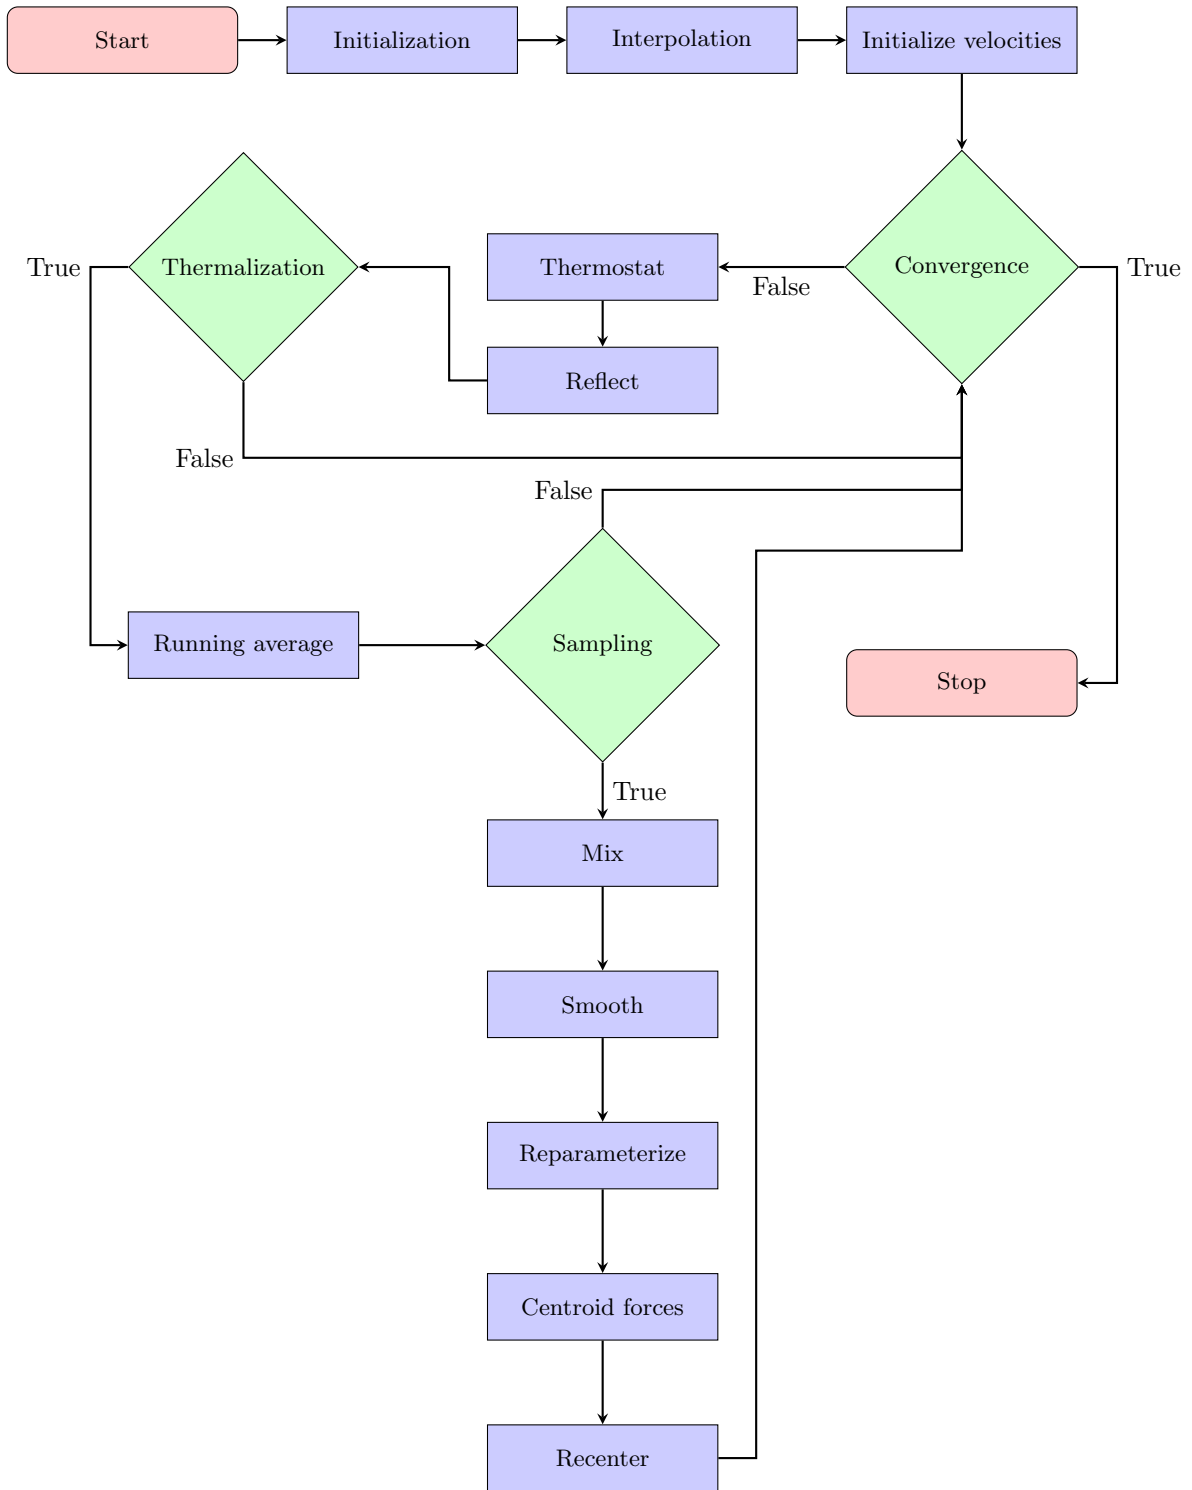 Start
Initialization
Interpolation
Initialize velocities
Thermalization
Thermostat
Convergence
True
True
False
Reflect
False
False
Running average
Sampling
Stop
True
Mix
Smooth
Reparameterize
Centroid forces
Recenter